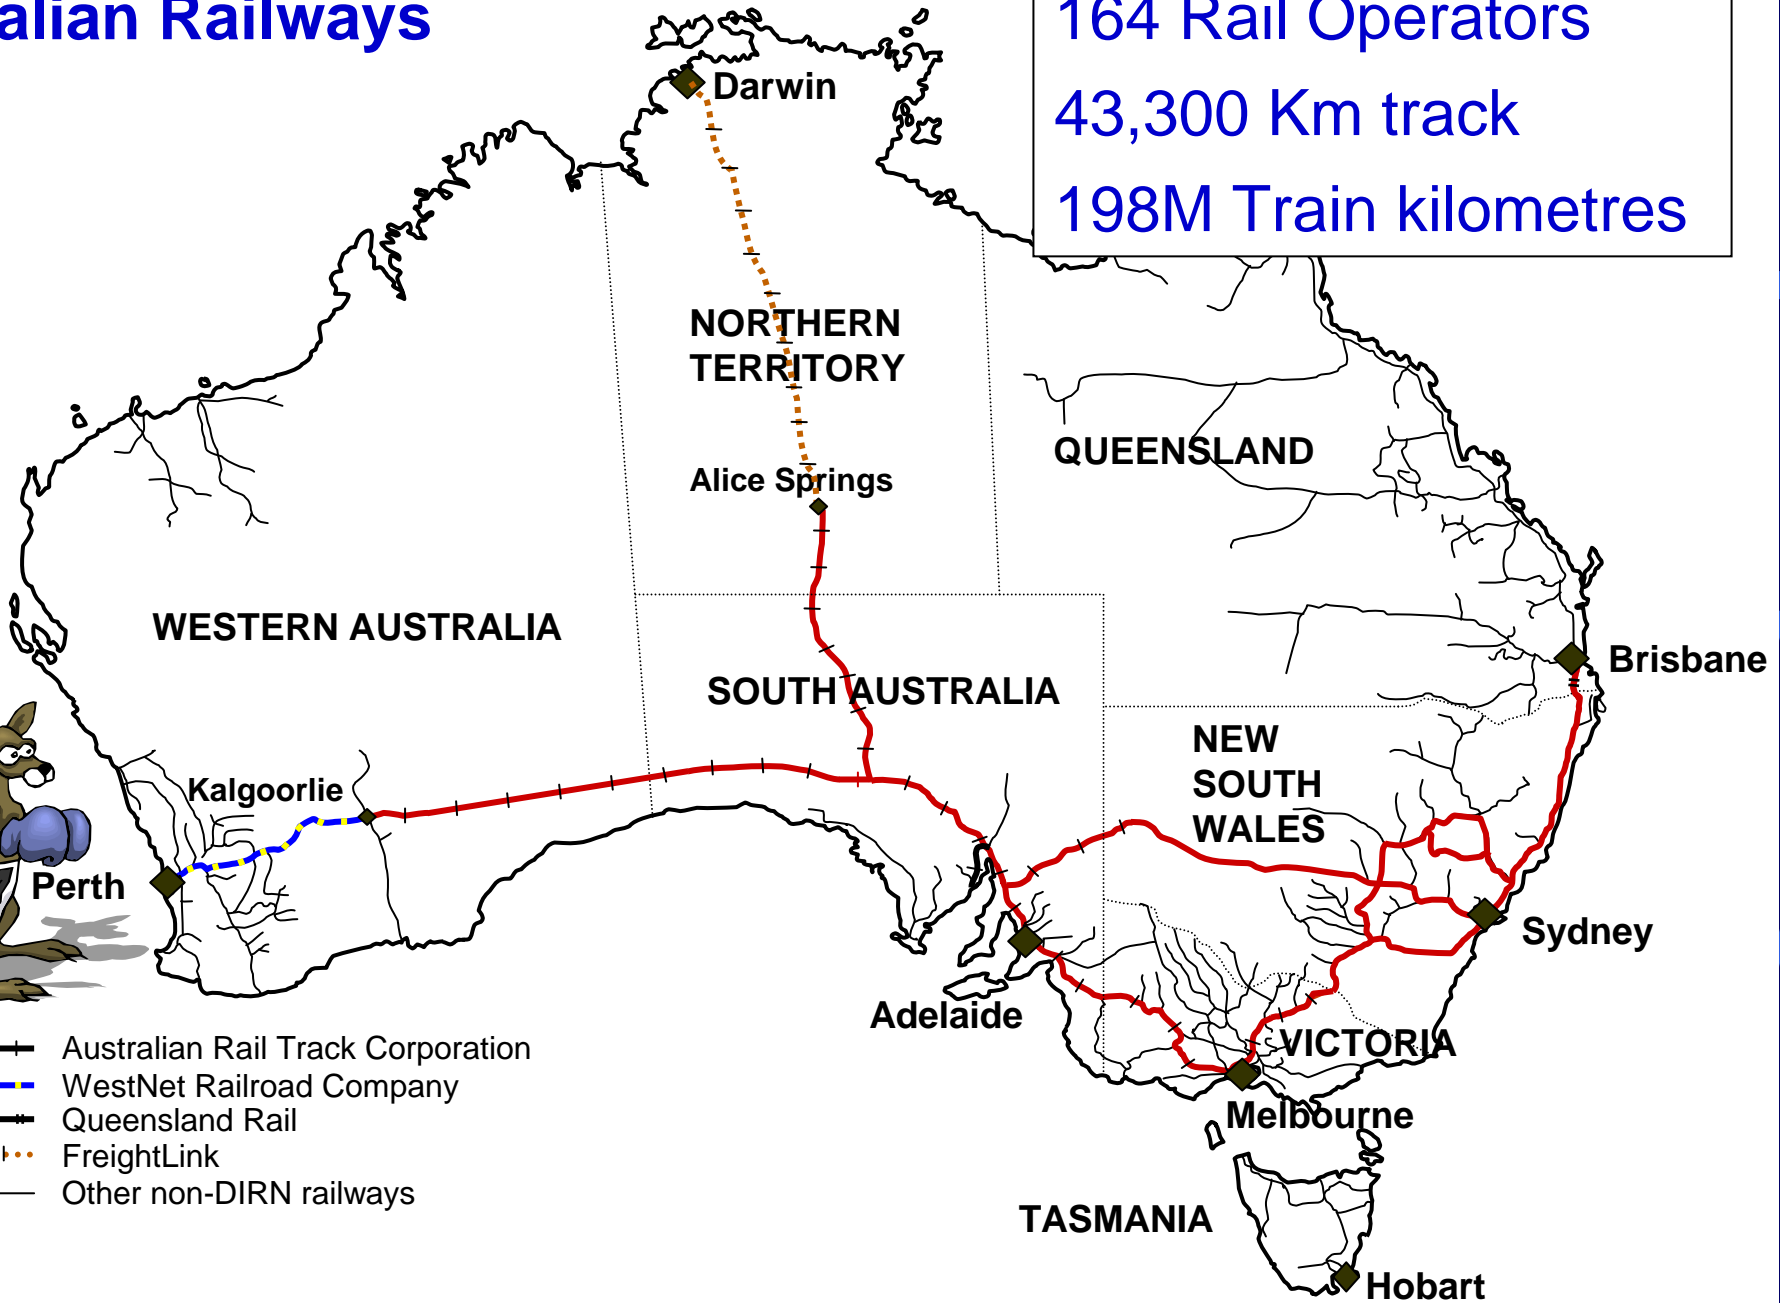 alian Railways
164 Rail Operators
43,300 Km track
198M Train kilometres
Darwin
NORTHERN
TERRITORY
QUEENSLAND
Alice Springs
WESTERN AUSTRALIA
Brisbane
SOUTH AUSTRALIA
NEW
SOUTH
WALES
Kalgoorlie
Perth
Sydney
Adelaide
VICTORIA
Melbourne
Australian Rail Track Corporation
WestNet Railroad Company
Queensland Rail
FreightLink
Other non-DIRN railways
TASMANIA
Hobart